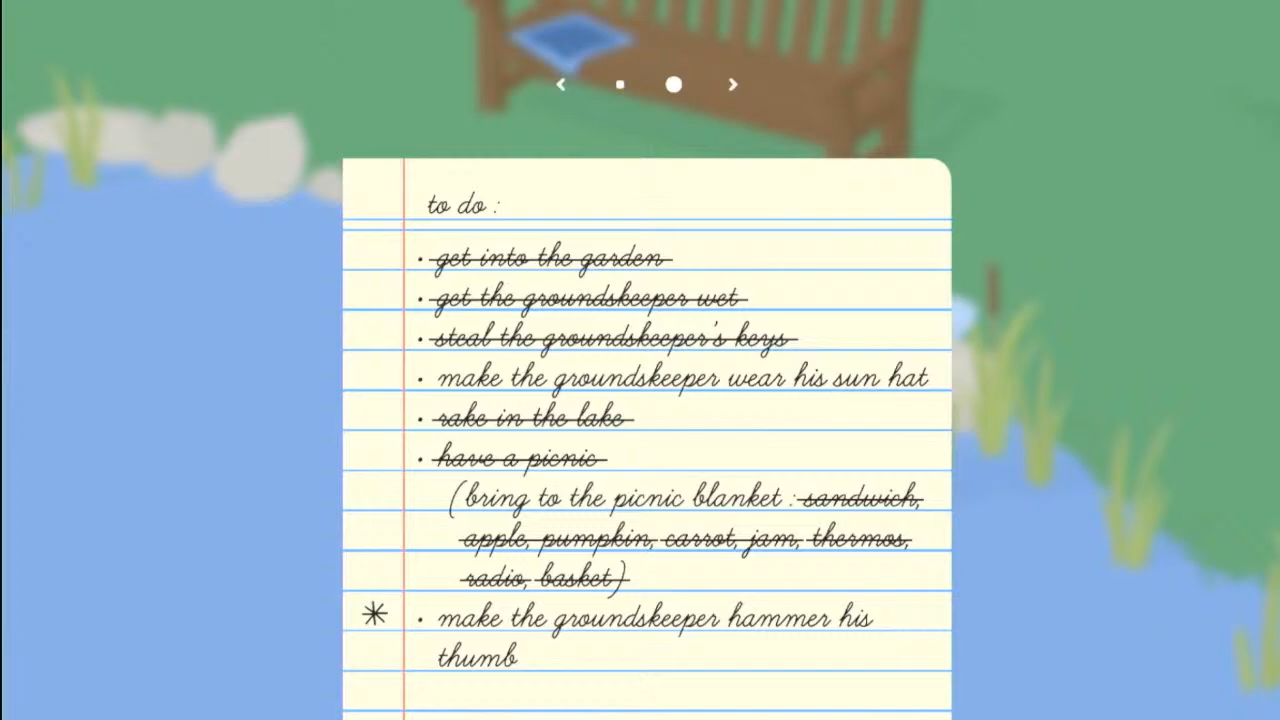 to do :
• get into the garden
• get the groundskeeper wet
• steal the groundskeeper's keys
• make the groundskeeper wear his sun hat
• rake in the lake
• have a picnic
(bring to the picnic blanket : sandwich,
apple, pumpkin, carrot, jam, thermos,
radio, basket)
• make the groundskeeper hammer his
thumb